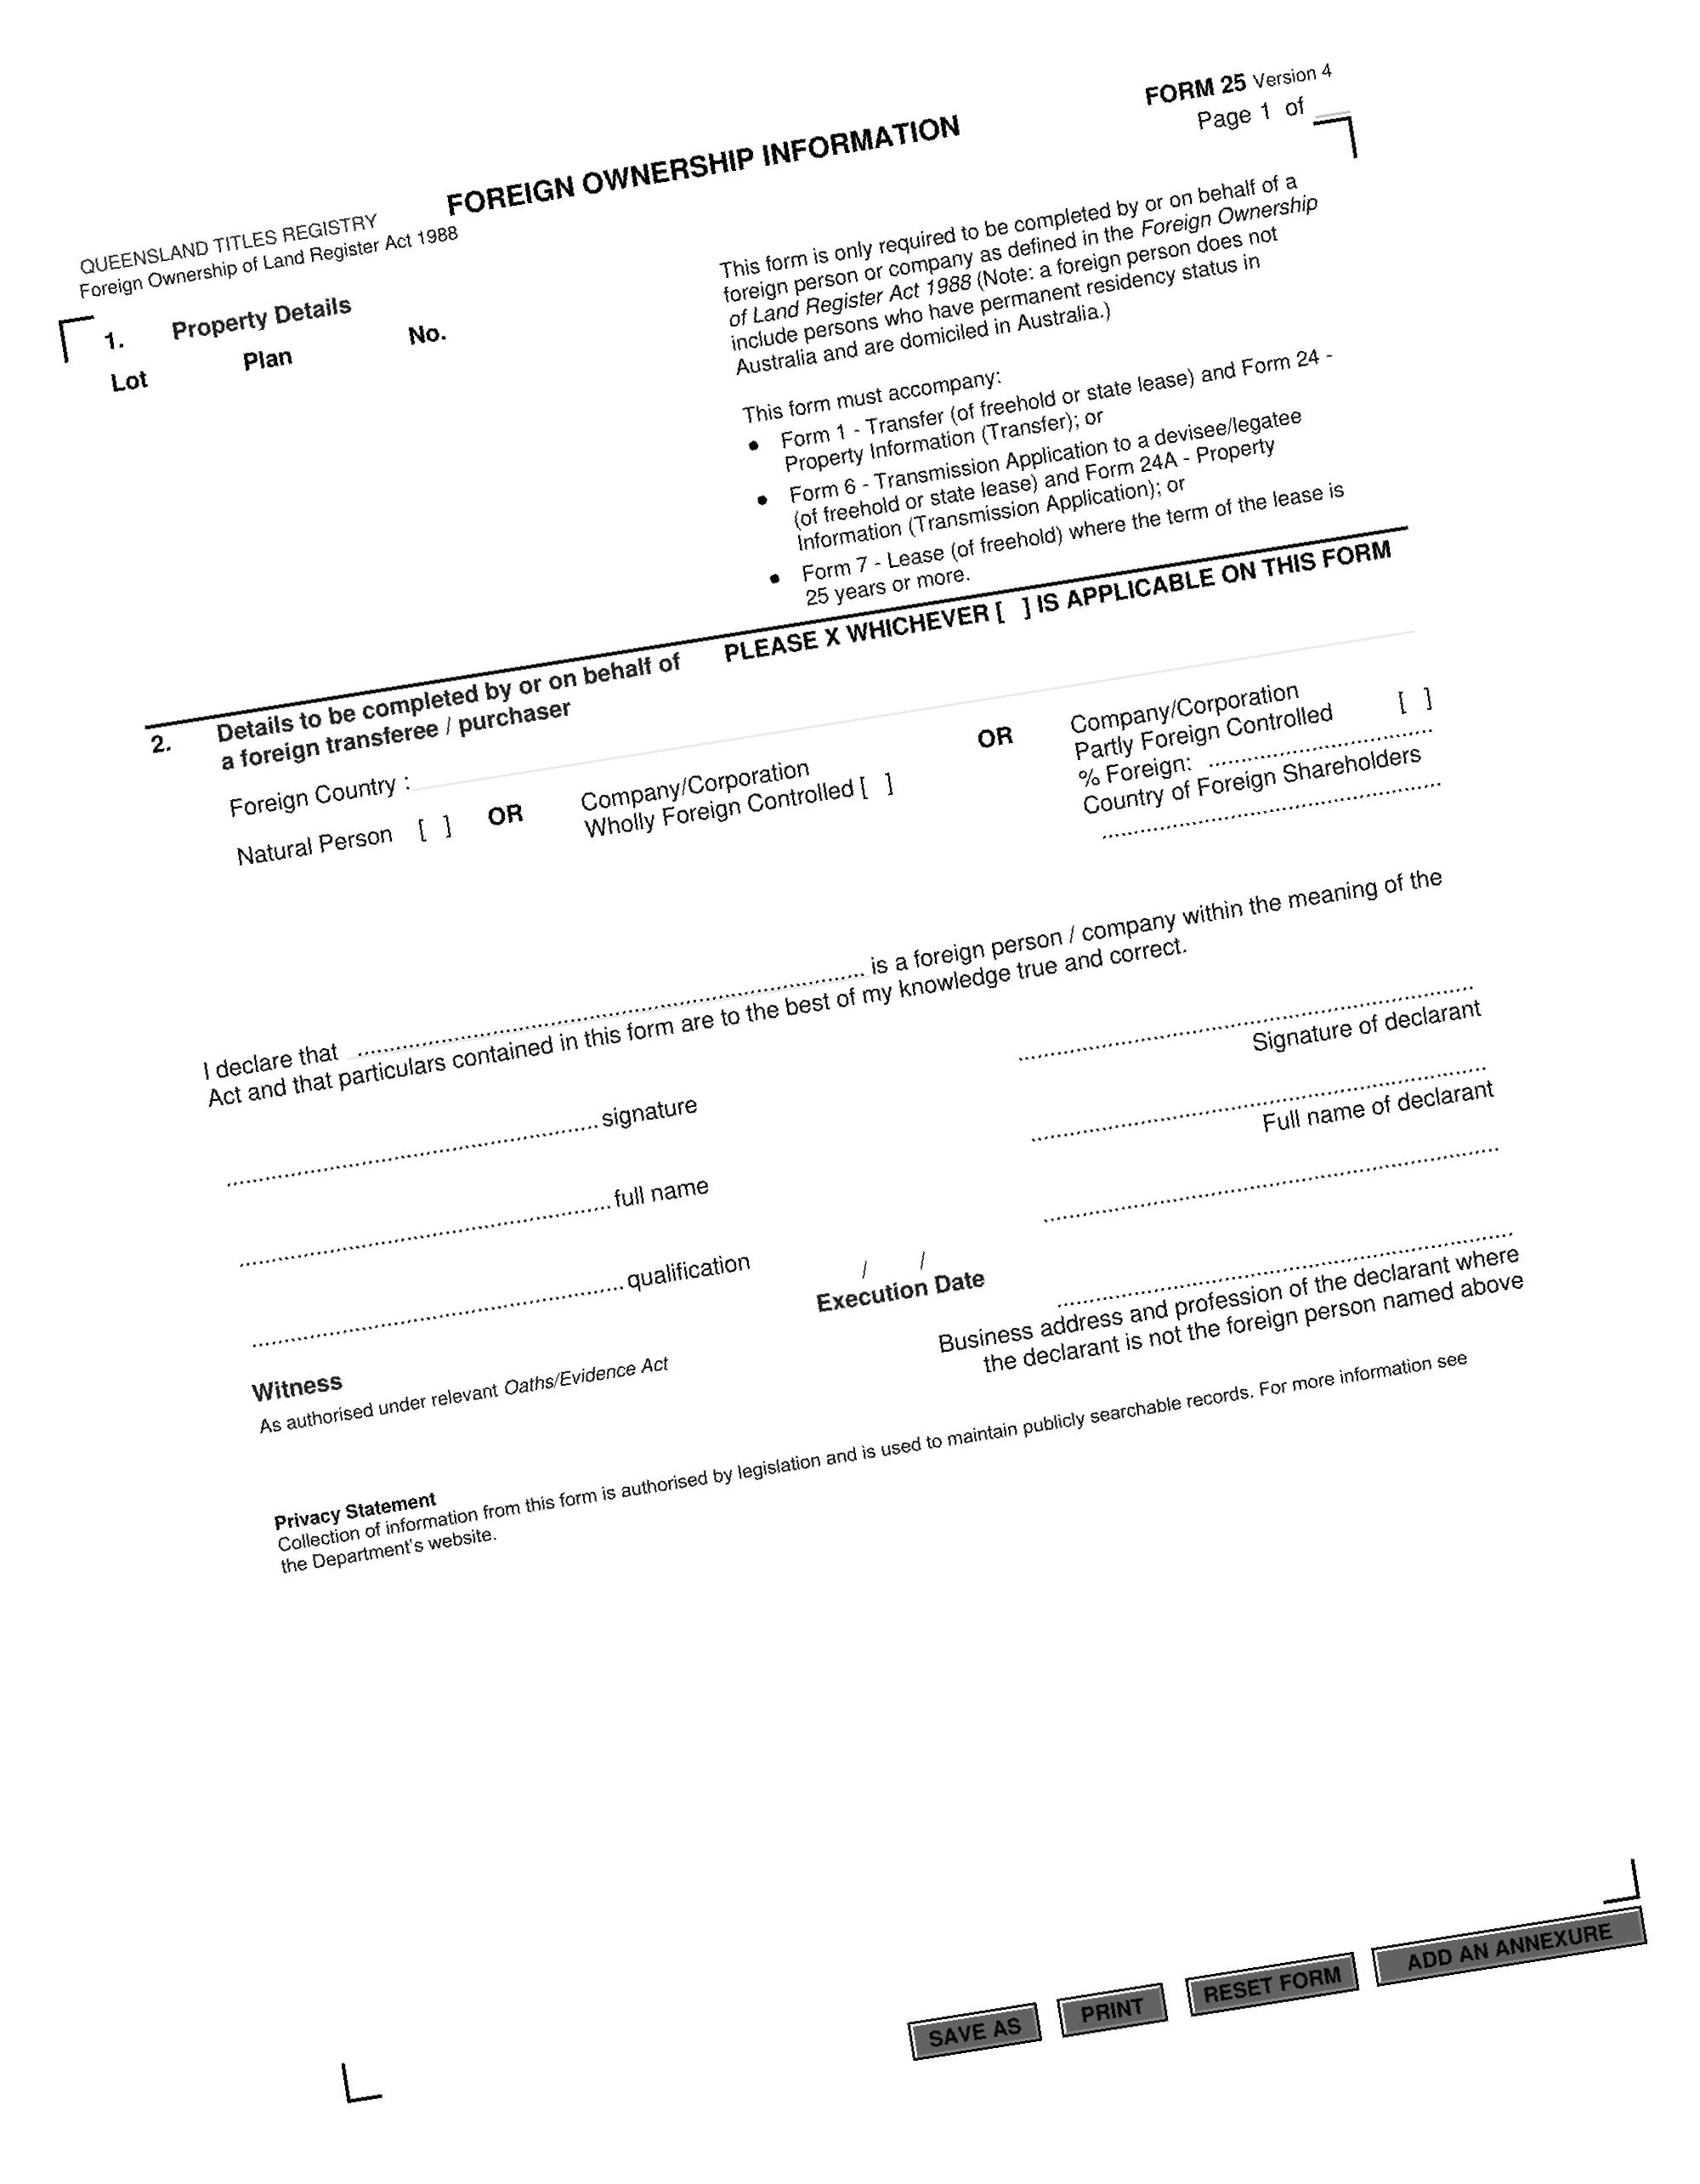 FORM 25 Version 4
Page 1 of
FOREIGN OWNERSHIP INFORMATION
QUEENSLAND TITLES REGISTRY
Foreign Ownership of Land Register Act 1988
1. Property Details
Lot Plan No.
This form is only required to be completed by or on behalf of a
foreign person or company as defined in the Foreign Ownership
of Land Register Act 1988 (Note: a foreign person does not
include persons who have permanent residency status in
Australia and are domiciled in Australia.)
This form must accompany:
• Form 1 - Transfer (of freehold or state lease) and Form 24 -
Property Information (Transfer); or
• Form 6 - Transmission Application to a devisee/legatee
(of freehold or state lease) and Form 24A - Property
Information (Transmission Application); or
• Form 7 - Lease (of freehold) where the term of the lease is
25 years or more.
PLEASE X WHICHEVER [ ] IS APPLICABLE ON THIS FORM
2. Details to be completed by or on behalf of
a foreign transferee / purchaser
Foreign Country :
Natural Person [ ] OR
Company/Corporation
Wholly Foreign Controlled [ ]
OR
Company/Corporation
Partly Foreign Controlled [ ]
% Foreign: ........................................
Country of Foreign Shareholders
................................................................
I declare that ................................................................................ is a foreign person / company within the meaning of the
Act and that particulars contained in this form are to the best of my knowledge true and correct.
................................................................ signature
................................................................ full name
................................................................ qualification
Witness
As authorised under relevant Oaths/Evidence Act
/ /
Execution Date
................................................................
Signature of declarant
................................................................
Full name of declarant
................................................................
................................................................
Business address and profession of the declarant where
the declarant is not the foreign person named above
Privacy Statement
Collection of information from this form is authorised by legislation and is used to maintain publicly searchable records. For more information see
the Department's website.
SAVE AS PRINT RESET FORM ADD AN ANNEXURE